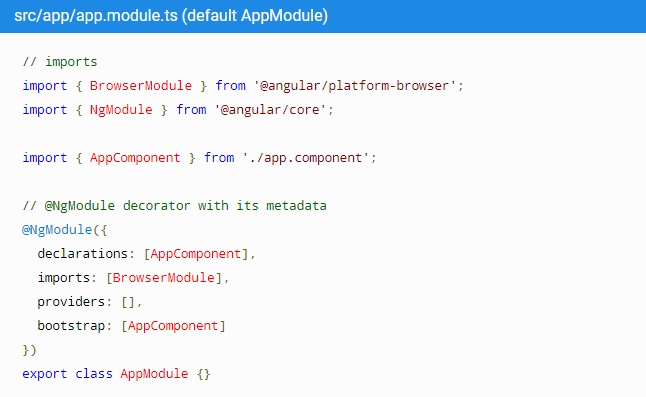 src/app/app.module.ts (default AppModule)
// imports
import { BrowserModule } from '@angular/platform-browser';
import { NgModule } from '@angular/core';
import { AppComponent } from './app.component';
// @NgModule decorator with its metadata
@NgModule({
  declarations: [AppComponent],
  imports: [BrowserModule],
  providers: [],
  bootstrap: [AppComponent]
})
export class AppModule {}